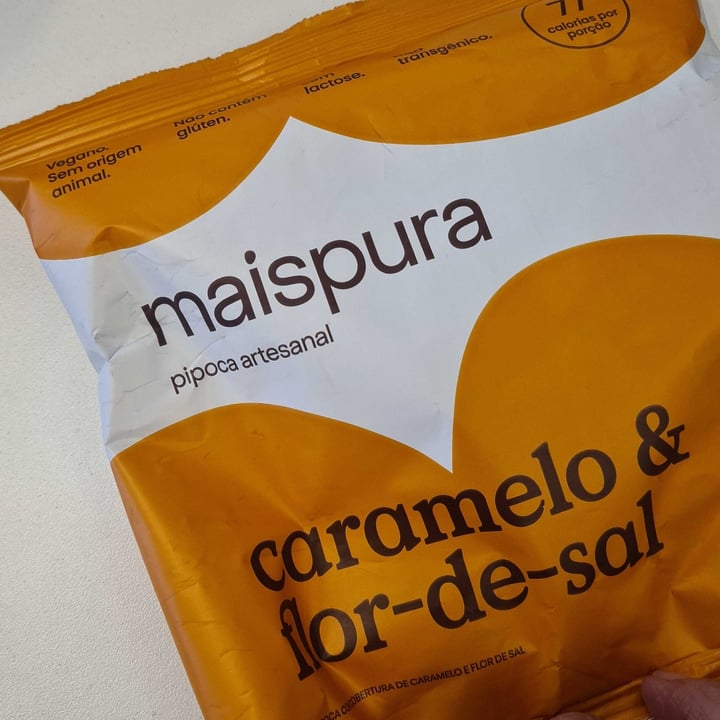 77
calorias por
porção
transgênico.
lactose.
Não contém
glúten.
Vegano.
Sem origem
animal.
maispura
pipoca artesanal
caramelo &
flor-de-sal
COBERTURA DE CARAMELO E FLOR DE SAL